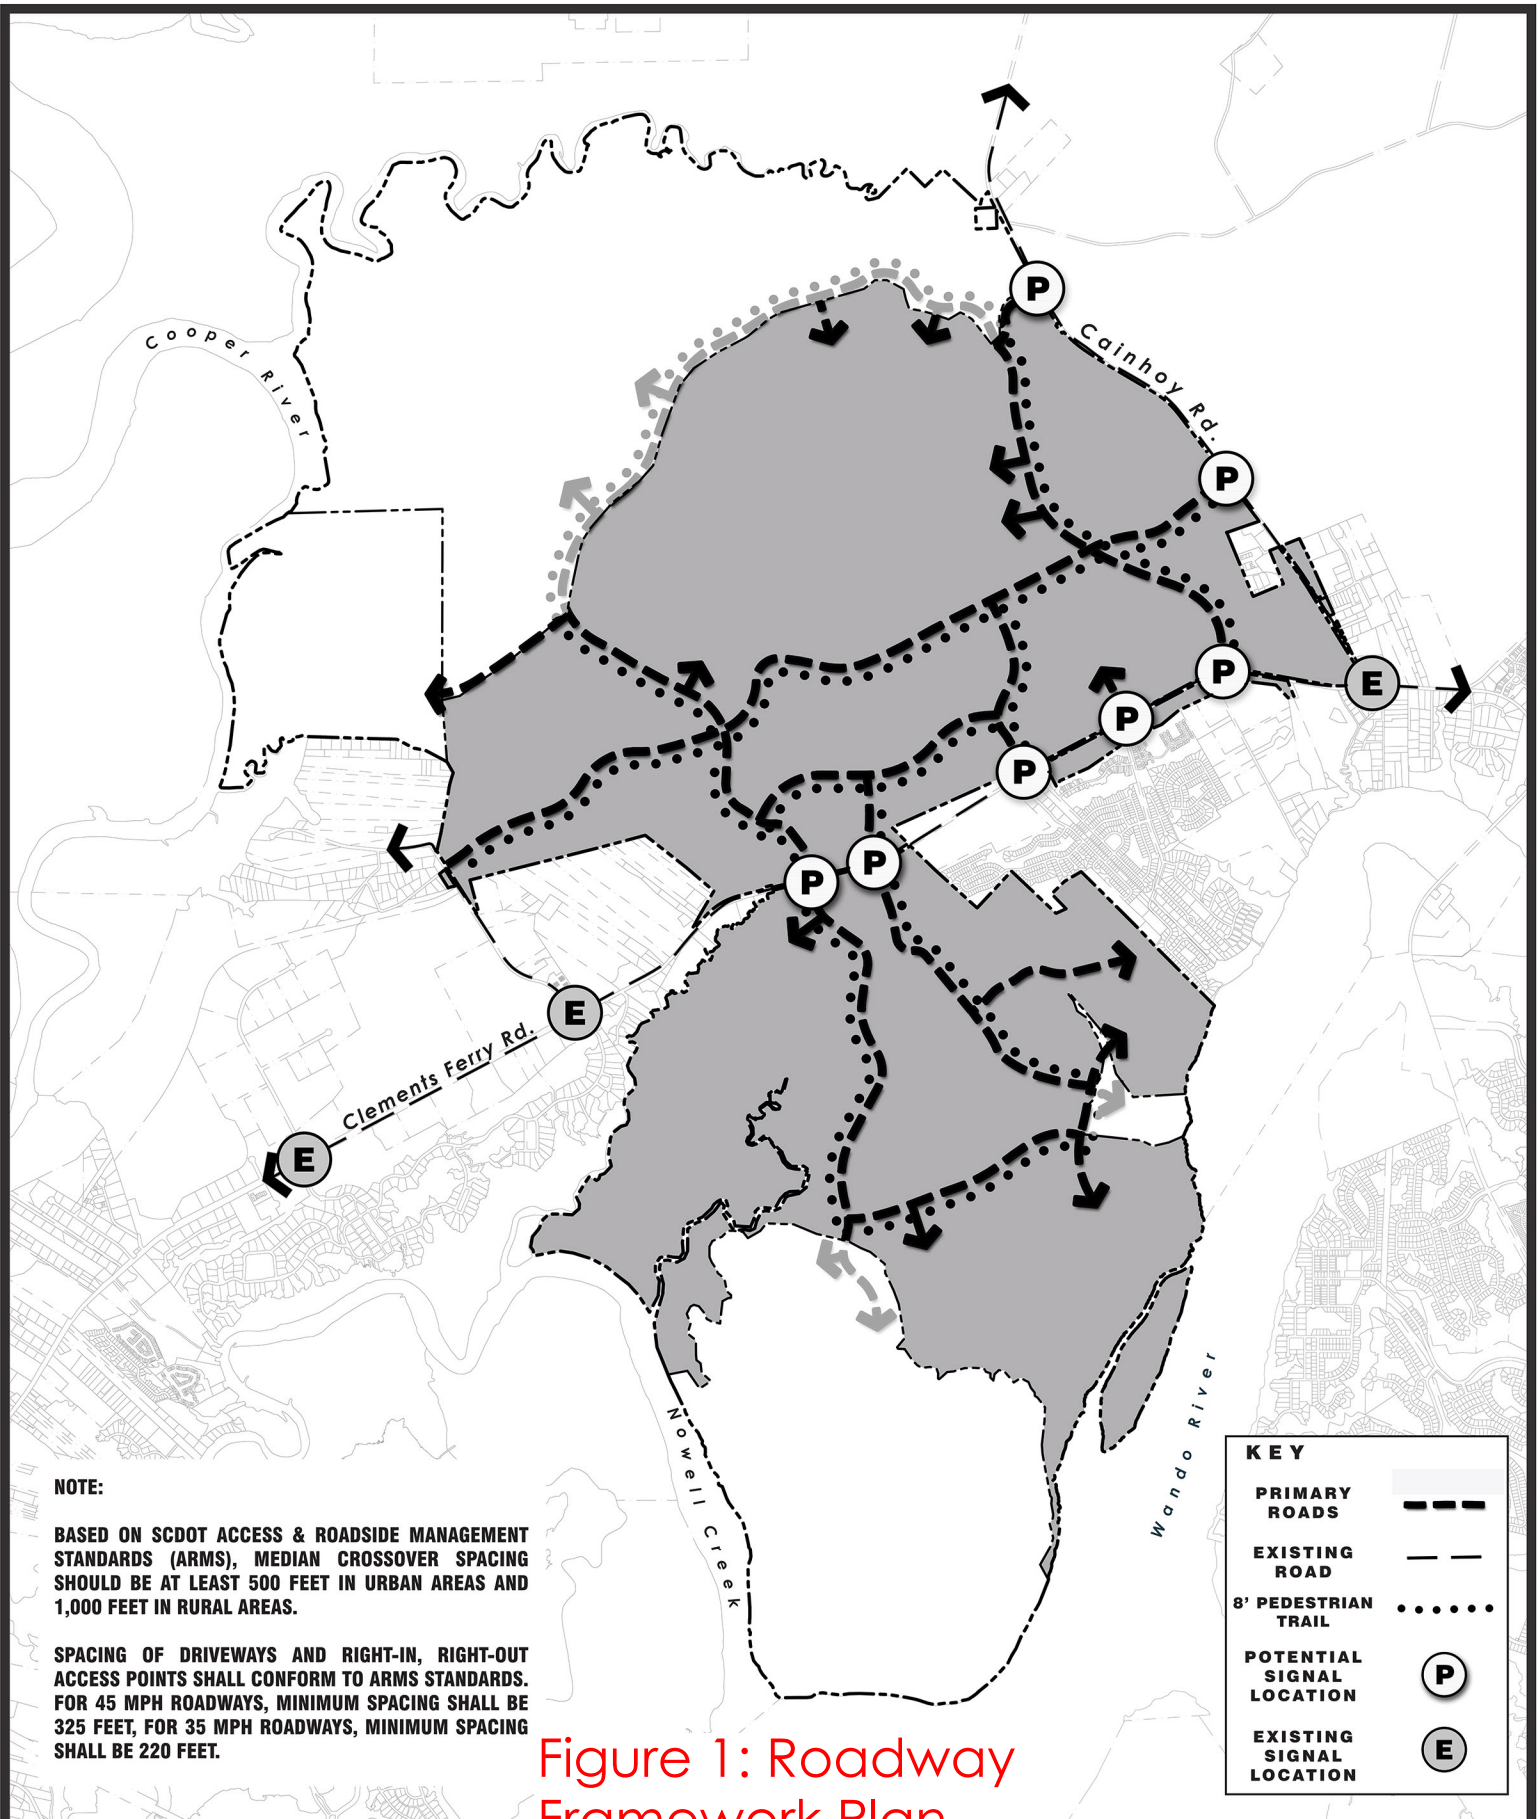 P
Cainhoy Rd.
Cooper River
P
P
E
P
P
P
P
E
Clements Ferry Rd.
E
Nowell Creek
Wando River
NOTE:
BASED ON SCDOT ACCESS & ROADSIDE MANAGEMENT
STANDARDS (ARMS), MEDIAN CROSSOVER SPACING
SHOULD BE AT LEAST 500 FEET IN URBAN AREAS AND
1,000 FEET IN RURAL AREAS.
SPACING OF DRIVEWAYS AND RIGHT-IN, RIGHT-OUT
ACCESS POINTS SHALL CONFORM TO ARMS STANDARDS.
FOR 45 MPH ROADWAYS, MINIMUM SPACING SHALL BE
325 FEET, FOR 35 MPH ROADWAYS, MINIMUM SPACING
SHALL BE 220 FEET.
KEY
PRIMARY
ROADS
EXISTING
ROAD
8' PEDESTRIAN
TRAIL
POTENTIAL
SIGNAL
LOCATION
P
EXISTING
SIGNAL
LOCATION
E
Figure 1: Roadway
Framework Plan